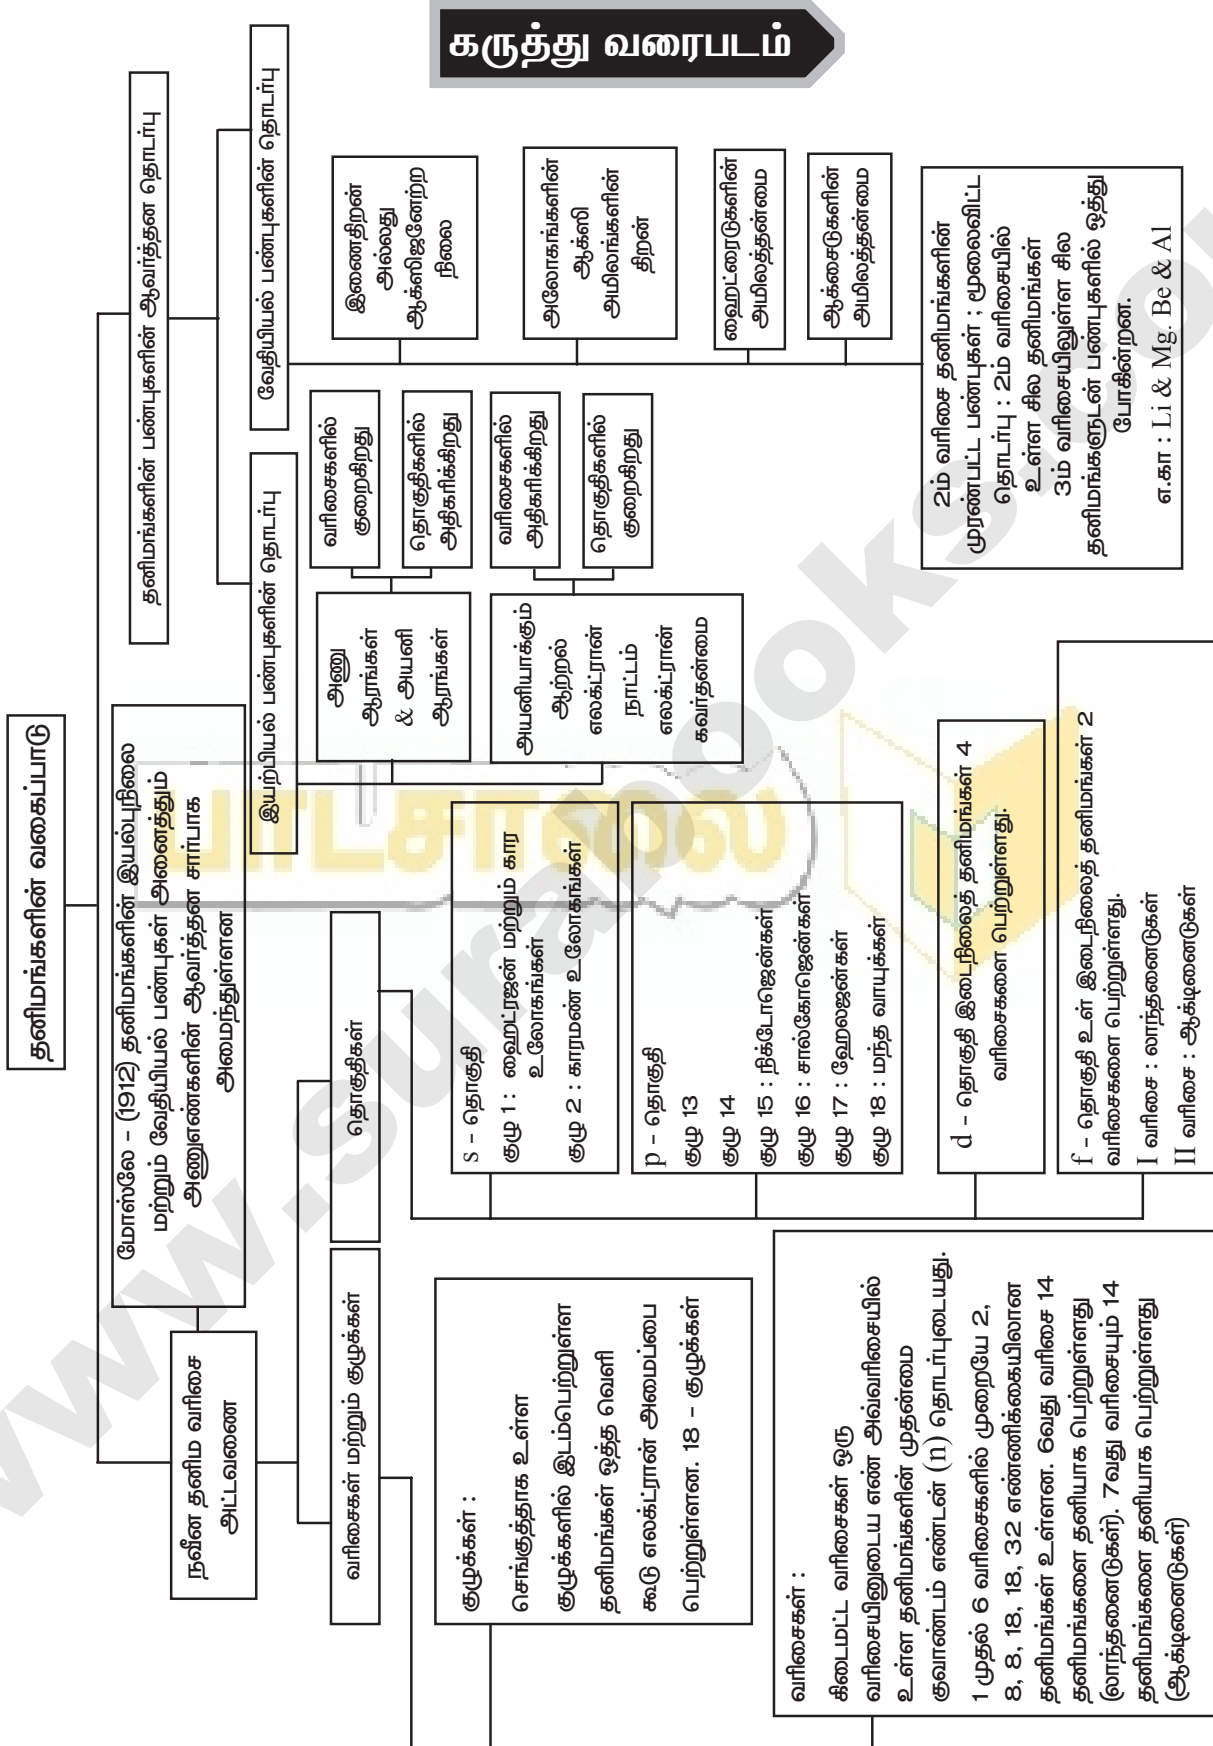 கருத்து வரைபடம்
தனிமங்களின் வகைப்பாடு
நவீன தனிம வரிசை
அட்டவணை
மோஸ்லே - (1912) தனிமங்களின் இயல்புநிலை
மற்றும் வேதியியல் பண்புகள் அனைத்தும்
அணுஎண்களின் ஆவர்த்தன சார்பாக
அமைந்துள்ளன
வரிசைகள் மற்றும் குழுக்கள்
தொகுதிகள்
குழுக்கள் :
செங்குத்தாக உள்ள
குழுக்களில் இடம்பெற்றுள்ள
தனிமங்கள் ஒத்த வெளி
கூடு எலக்ட்ரான் அமைப்பை
பெற்றுள்ளன. 18 - குழுக்கள்
வரிசைகள் :
கிடைமட்ட வரிசைகள் ஒரு
வரிசையினுடைய எண் அவ்வரிசையில்
உள்ள தனிமங்களின் முதன்மை
குவாண்டம் எண்டன் (n) தொடர்புடையது.
1 முதல் 6 வரிசைகளில் முறையே 2,
8, 8, 18, 18, 32 எண்ணிக்கையிலான
தனிமங்கள் உள்ளன. 6வது வரிசை 14
தனிமங்களை தனியாக பெற்றுள்ளது
(லாந்தனைடுகள்). 7வது வரிசையும் 14
தனிமங்களை தனியாக பெற்றுள்ளது
(ஆக்டினைடுகள்)
s - தொகுதி
குழு 1 : ஹைட்ரஜன் மற்றும் கார
உலோகங்கள்
குழு 2 : காரமண் உலோகங்கள்
p - தொகுதி
குழு 13
குழு 14
குழு 15 : நிக்டோஜென்கள்
குழு 16 : சால்கோஜென்கள்
குழு 17 : ஹேலஜன்கள்
குழு 18 : மந்த வாயுக்கள்
d - தொகுதி இடைநிலைத் தனிமங்கள் 4
வரிசைகளை பெற்றுள்ளது.
f - தொகுதி உள் இடைநிலைத் தனிமங்கள் 2
வரிசைகளை பெற்றுள்ளது.
I வரிசை : லாந்தனைடுகள்
II வரிசை : ஆக்டினைடுகள்
தனிமங்களின் பண்புகளின் ஆவர்த்தன தொடர்பு
இயற்பியல் பண்புகளின் தொடர்பு
வேதியியல் பண்புகளின் தொடர்பு
அணு
ஆரங்கள்
& அயனி
ஆரங்கள்
வரிசைகளில்
குறைகிறது
தொகுதிகளில்
அதிகரிக்கிறது
அயனியாக்கும்
ஆற்றல்
எலக்ட்ரான்
நாட்டம்
எலக்ட்ரான்
கவர்தன்மை
வரிசைகளில்
அதிகரிக்கிறது
தொகுதிகளில்
குறைகிறது
இணைதிறன்
அல்லது
ஆக்ஸிஜனேற்ற
நிலை
அலோகங்களின்
ஆக்ஸி
அமிலங்களின்
திறன்
ஹைட்ரைடுகளின்
அமிலத்தன்மை
ஆக்சைடுகளின்
அமிலத்தன்மை
2ம் வரிசை தனிமங்களின்
முரண்பட்ட பண்புகள் ; மூலைவிட்ட
தொடர்பு : 2ம் வரிசையில்
உள்ள சில தனிமங்கள்
3ம் வரிசையிலுள்ள சில
தனிமங்களுடன் பண்புகளில் ஒத்து
போகின்றன.
எ.கா : Li & Mg. Be & Al
பாடசாலை